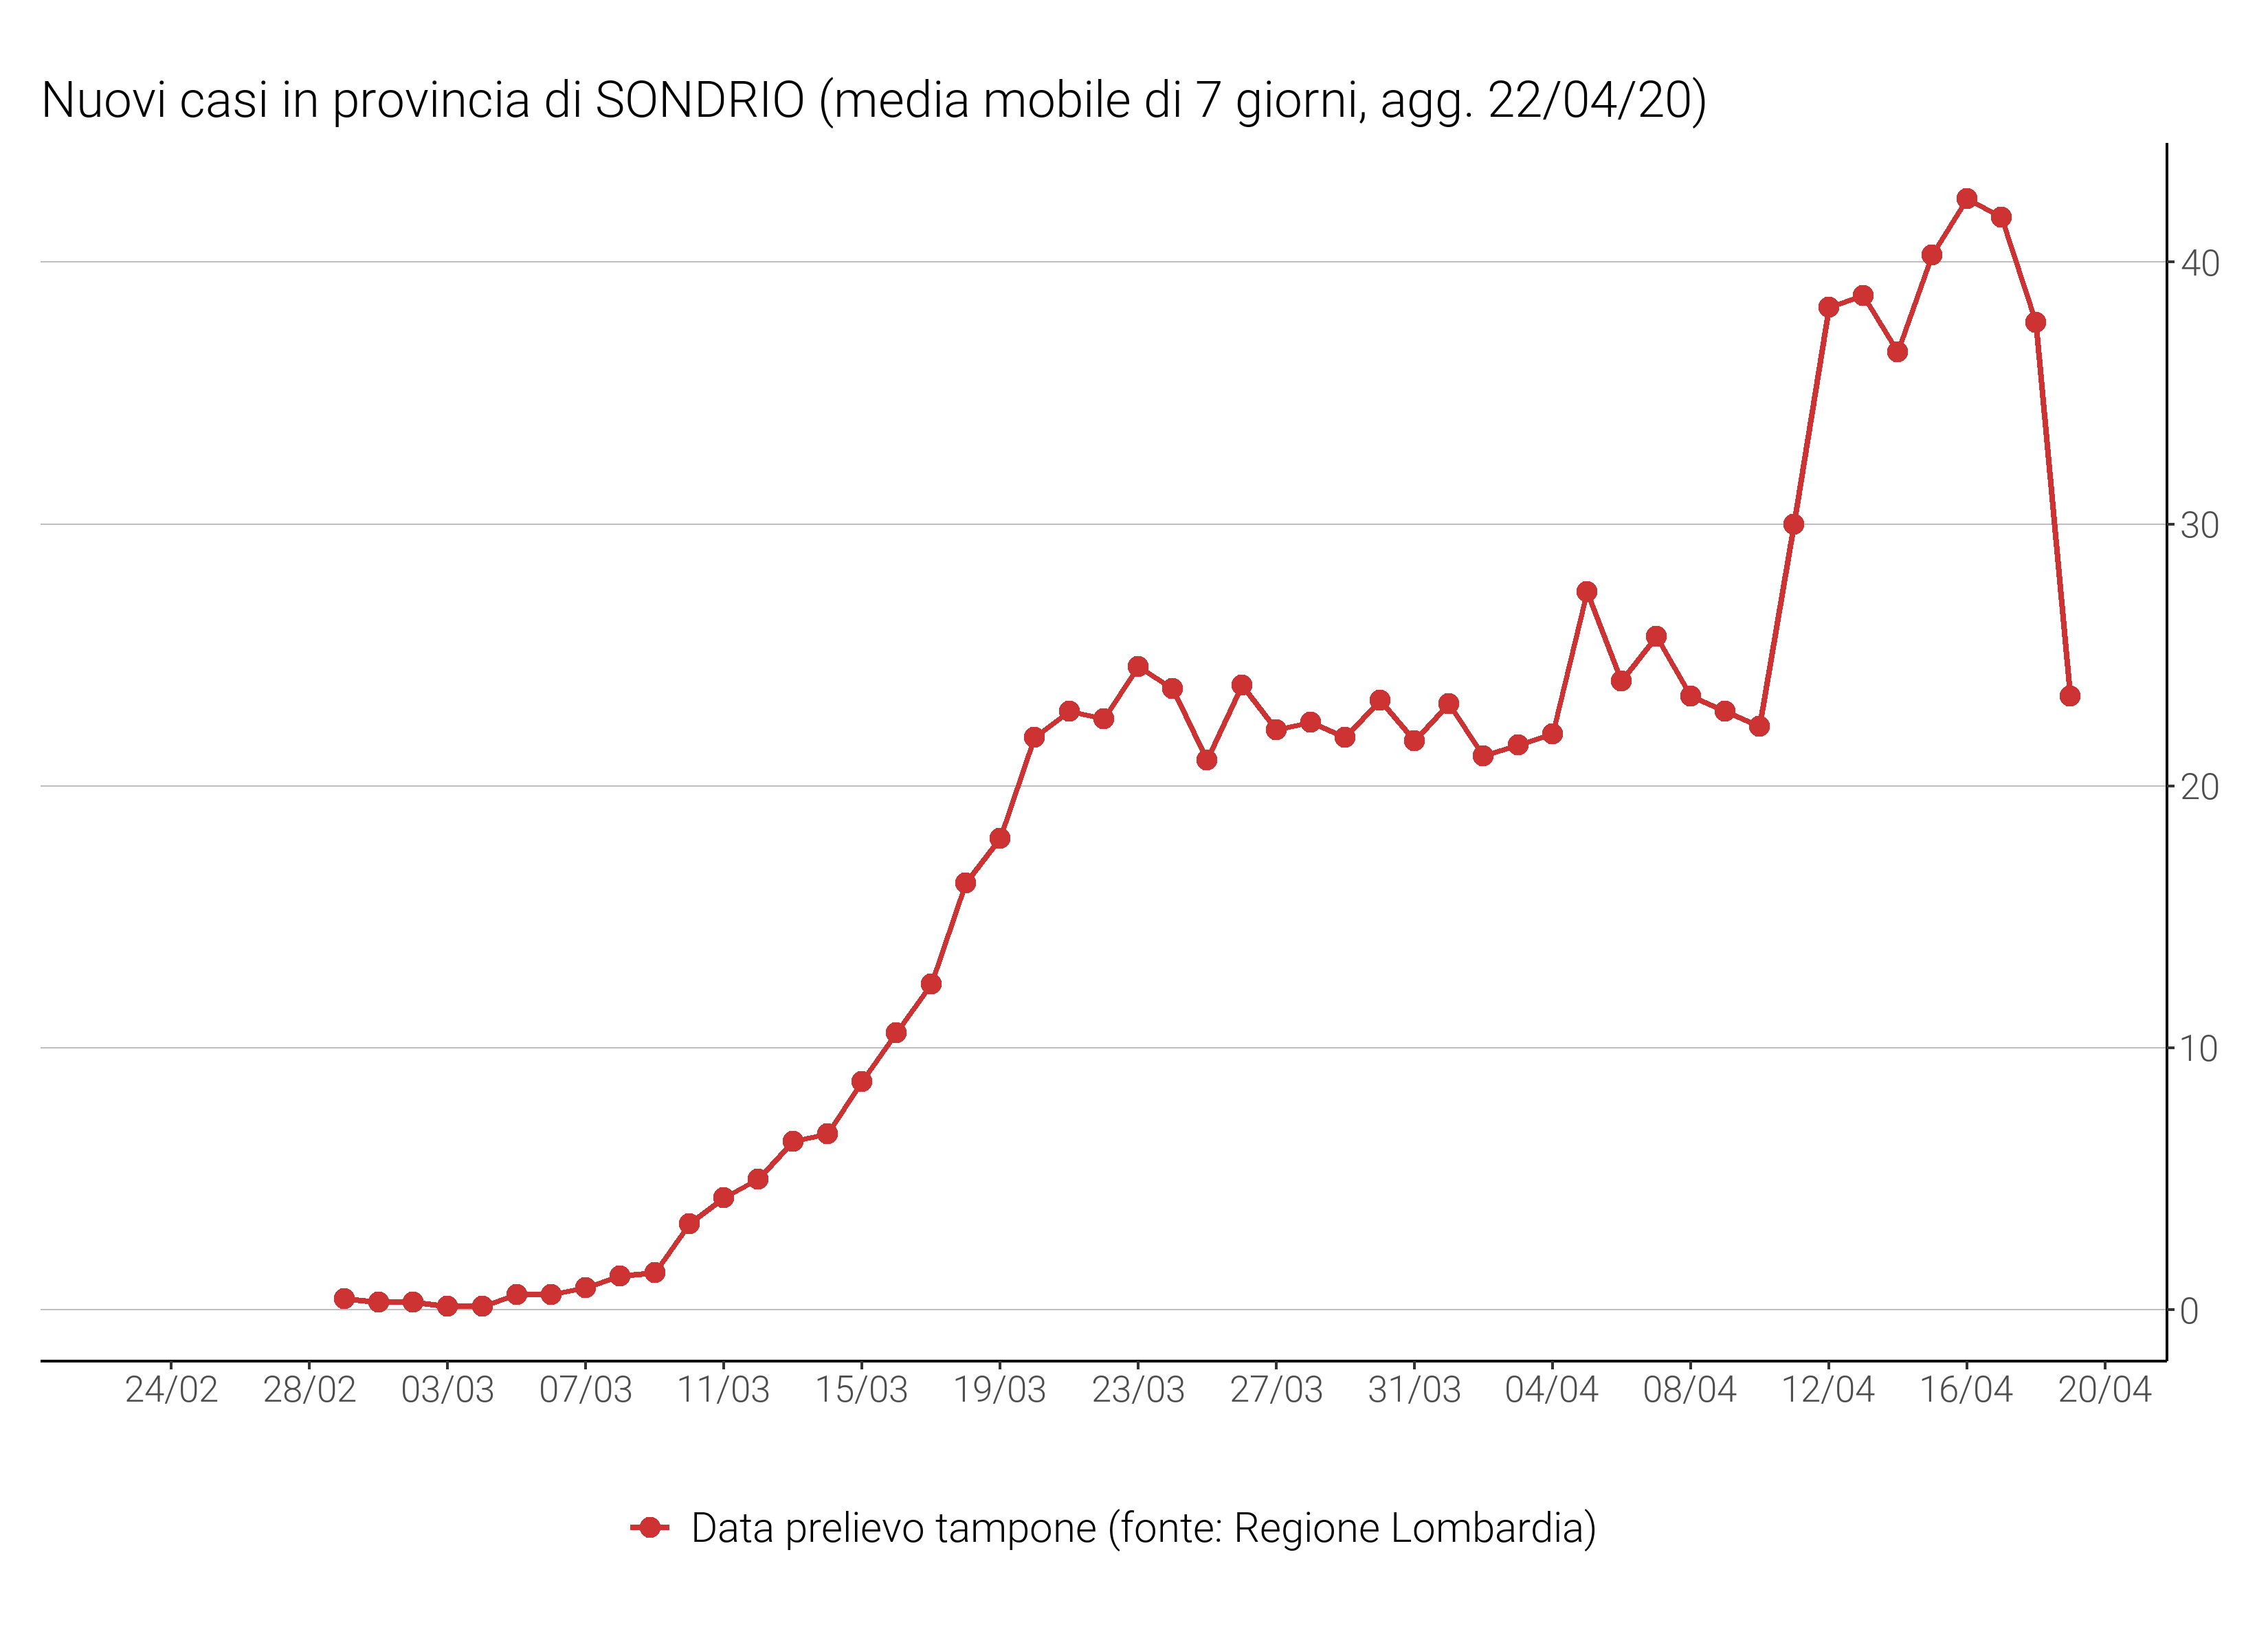 Nuovi casi in provincia di SONDRIO (media mobile di 7 giorni, agg. 22/04/20)
40
30
20
10
0
24/02 28/02 03/03 07/03 11/03 15/03 19/03 23/03 27/03 31/03 04/04 08/04 12/04 16/04 20/04
Data prelievo tampone (fonte: Regione Lombardia)